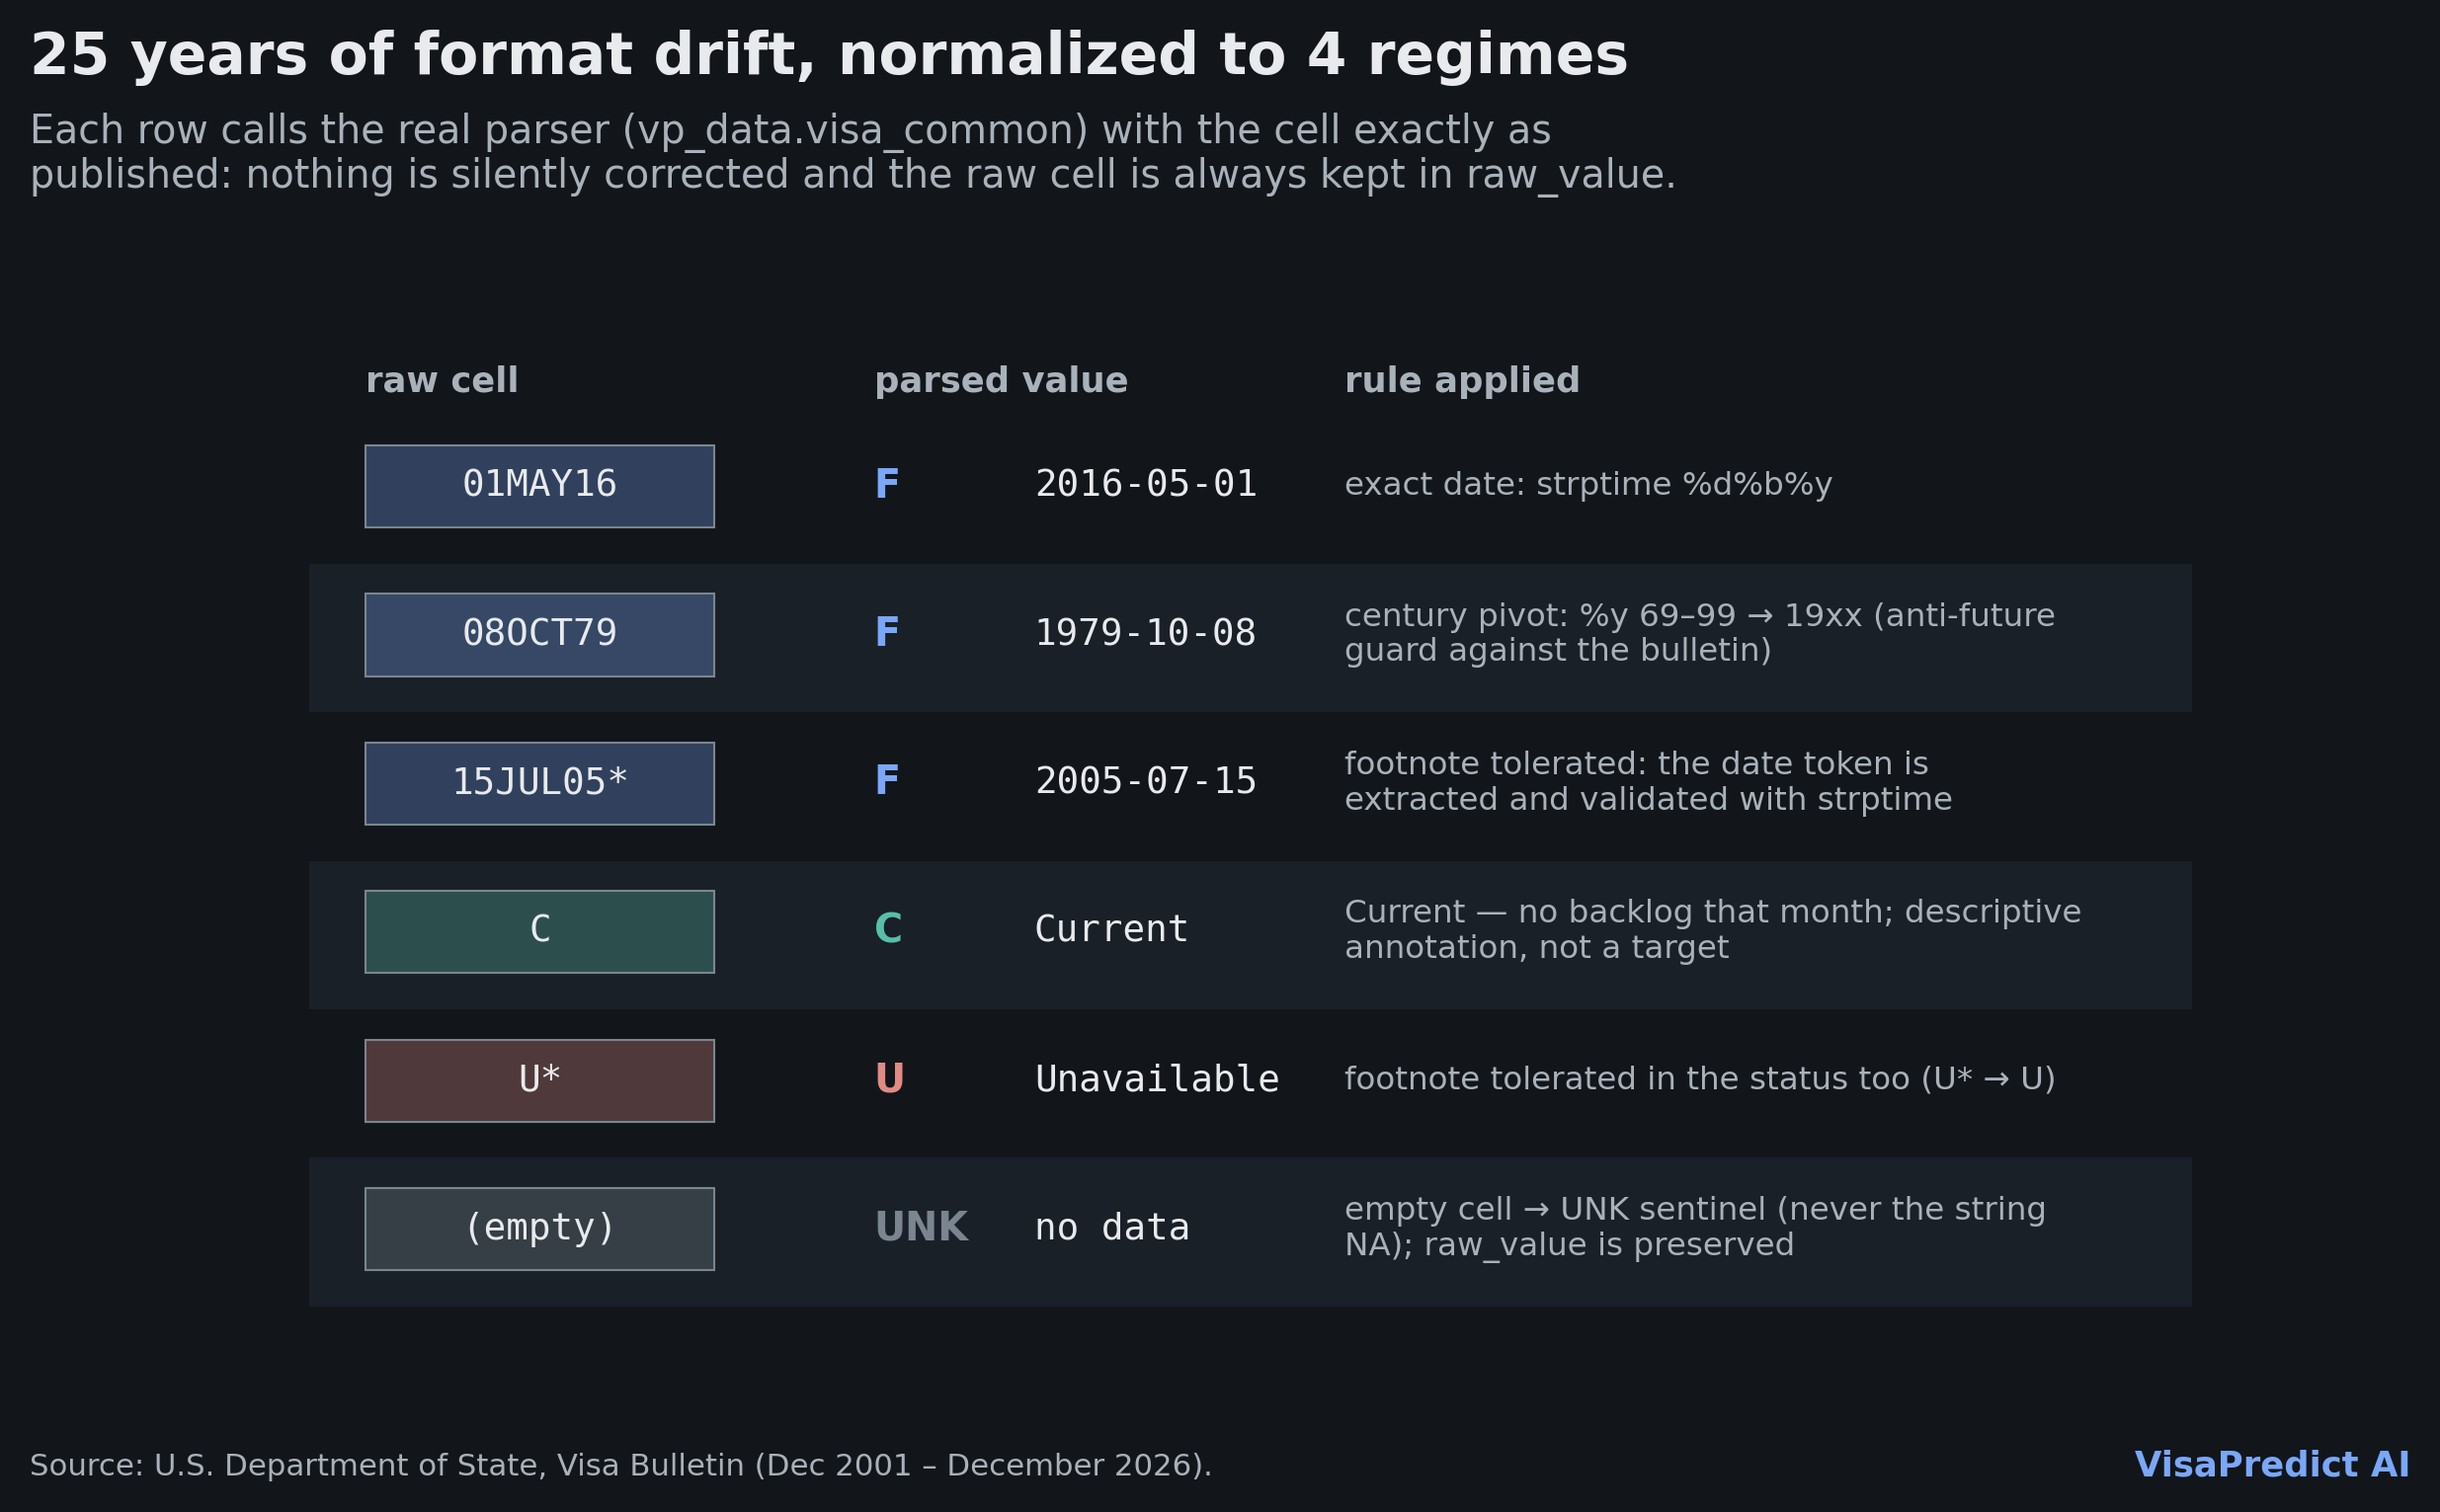 25 years of format drift, normalized to 4 regimes
Each row calls the real parser (vp_data.visa_common) with the cell exactly as
published: nothing is silently corrected and the raw cell is always kept in raw_value.
raw cell parsed value rule applied
01MAY16 F 2016-05-01 exact date: strptime %d%b%y
08OCT79 F 1979-10-08 century pivot: %y 69–99 → 19xx (anti-future
guard against the bulletin)
15JUL05* F 2005-07-15 footnote tolerated: the date token is
extracted and validated with strptime
C C Current Current — no backlog that month; descriptive
annotation, not a target
U* U Unavailable footnote tolerated in the status too (U* → U)
(empty) UNK no data empty cell → UNK sentinel (never the string
NA); raw_value is preserved
Source: U.S. Department of State, Visa Bulletin (Dec 2001 – December 2026).
VisaPredict AI